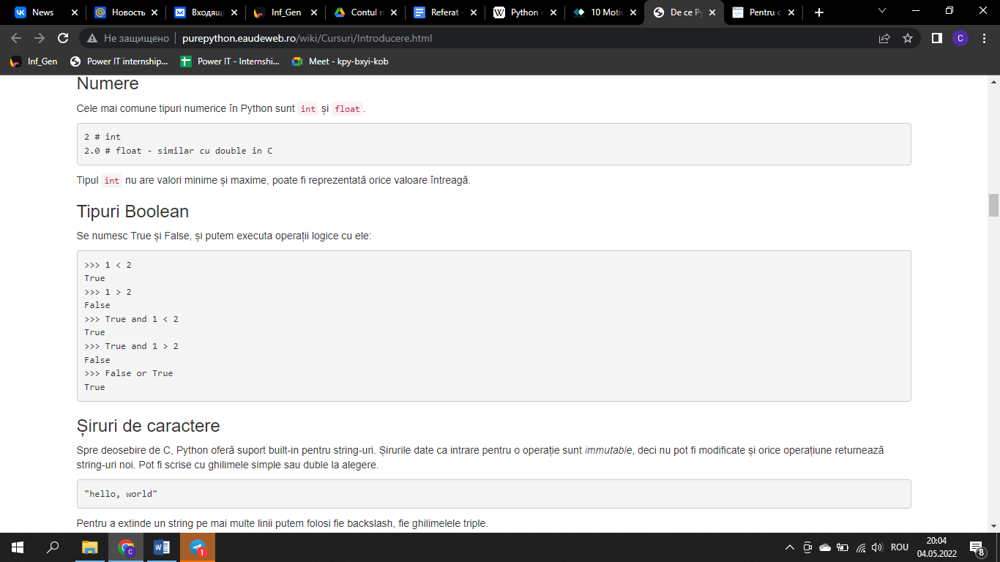 News
Новость
Входящи
Inf_Gen
Contul m
Referat -
Python -
10 Motiv
De ce Py
Pentru c
Не защищено
purepython.eaudeweb.ro/wiki/Cursuri/Introducere.html
C
Inf_Gen
Power IT internship...
Power IT - Internshi...
Meet - kpy-bxyi-kob
Numere
Cele mai comune tipuri numerice în Python sunt int și float .
2 # int
2.0 # float - similar cu double in C
Tipul int nu are valori minime și maxime, poate fi reprezentată orice valoare întreagă.
Tipuri Boolean
Se numesc True și False, și putem executa operații logice cu ele:
>>> 1 < 2
True
>>> 1 > 2
False
>>> True and 1 < 2
True
>>> True and 1 > 2
False
>>> False or True
True
Șiruri de caractere
Spre deosebire de C, Python oferă suport built-in pentru string-uri. Șirurile date ca intrare pentru o operație sunt immutable, deci nu pot fi modificate și orice operațiune returnează
string-uri noi. Pot fi scrise cu ghilimele simple sau duble la alegere.
"hello, world"
Pentru a extinde un string pe mai multe linii putem folosi fie backslash, fie ghilimelele triple.
ROU
20:04
04.05.2022
8
1